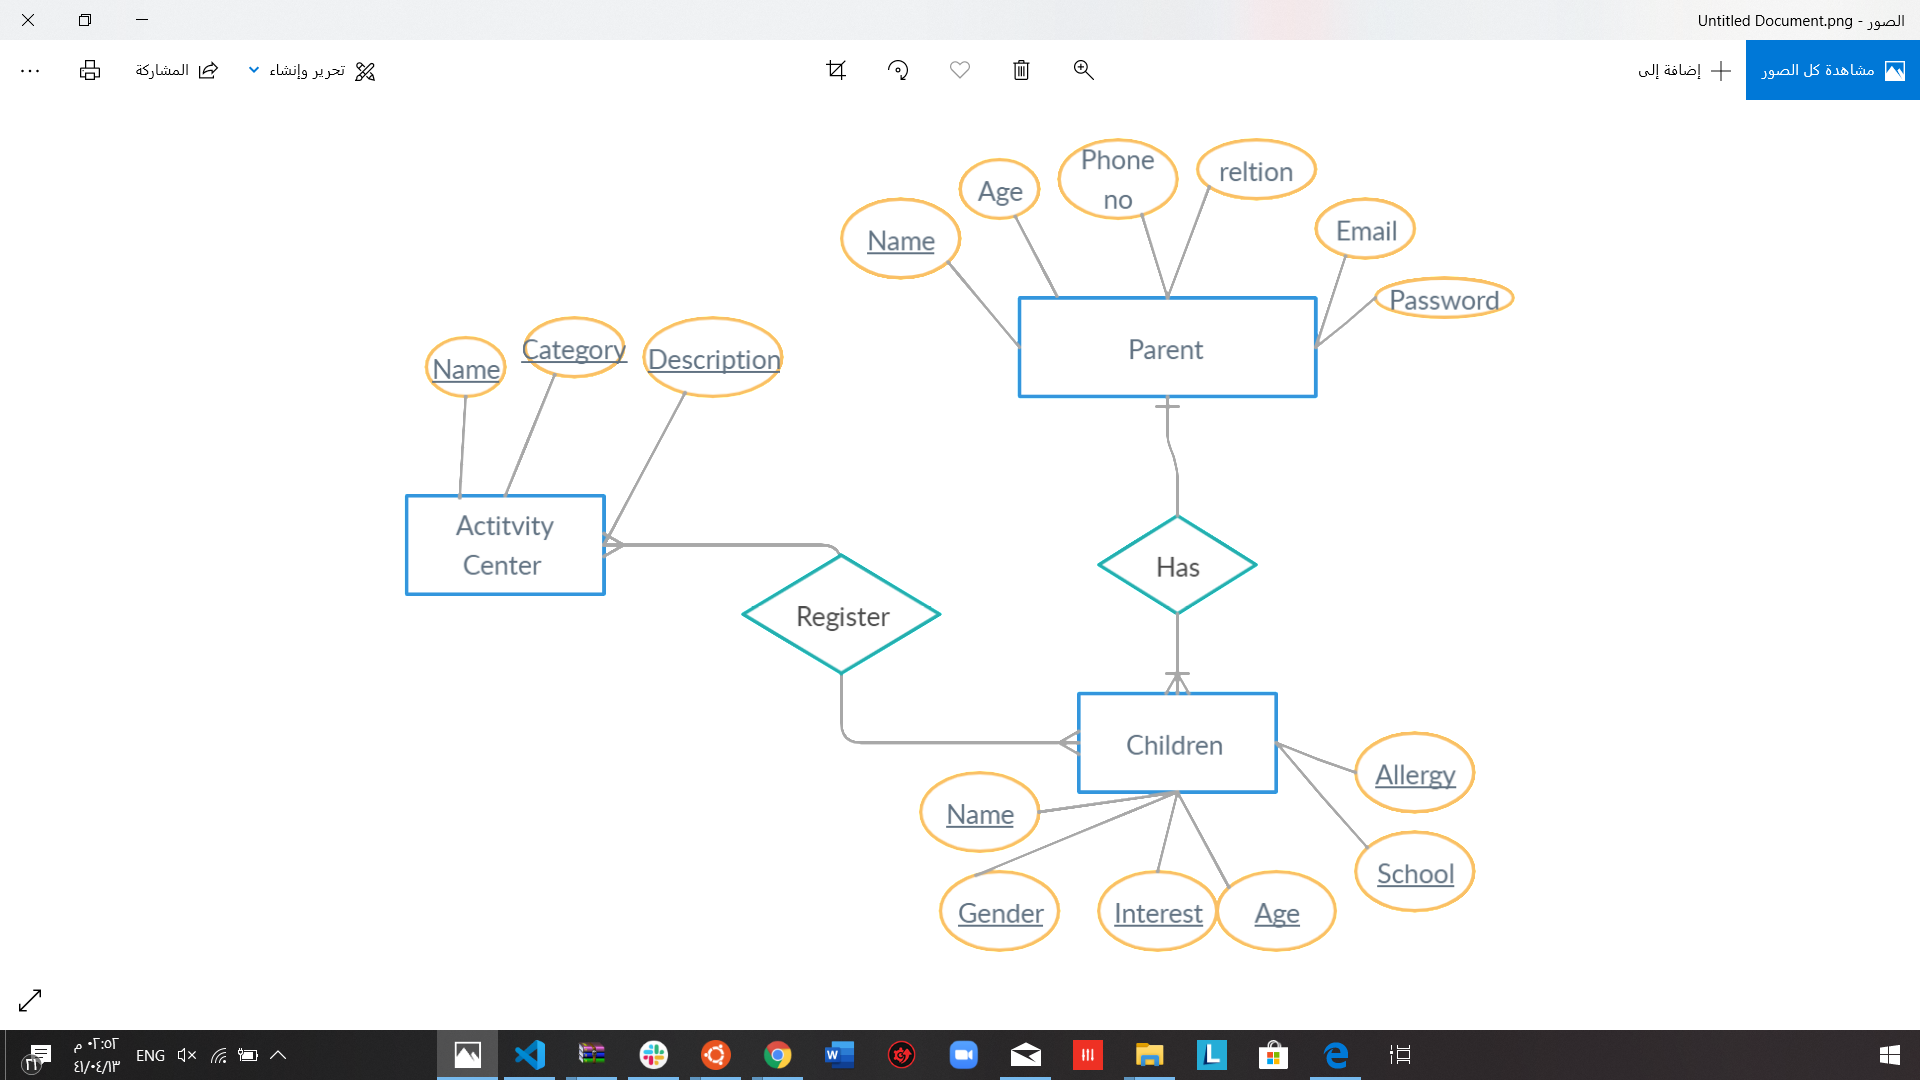 Untitled Document.png - الصور
مشاهدة كل الصور
إضافة إلى
تحرير وإنشاء
المشاركة
Phone
no
reltion
Age
Name
Email
Password
Parent
Name
Category
Description
Actitvity
Center
Has
Register
Children
Allergy
Name
School
Gender
Interest
Age
ENG
٠٢:٥٢ م
٤١/٠٤/١٣
٢١